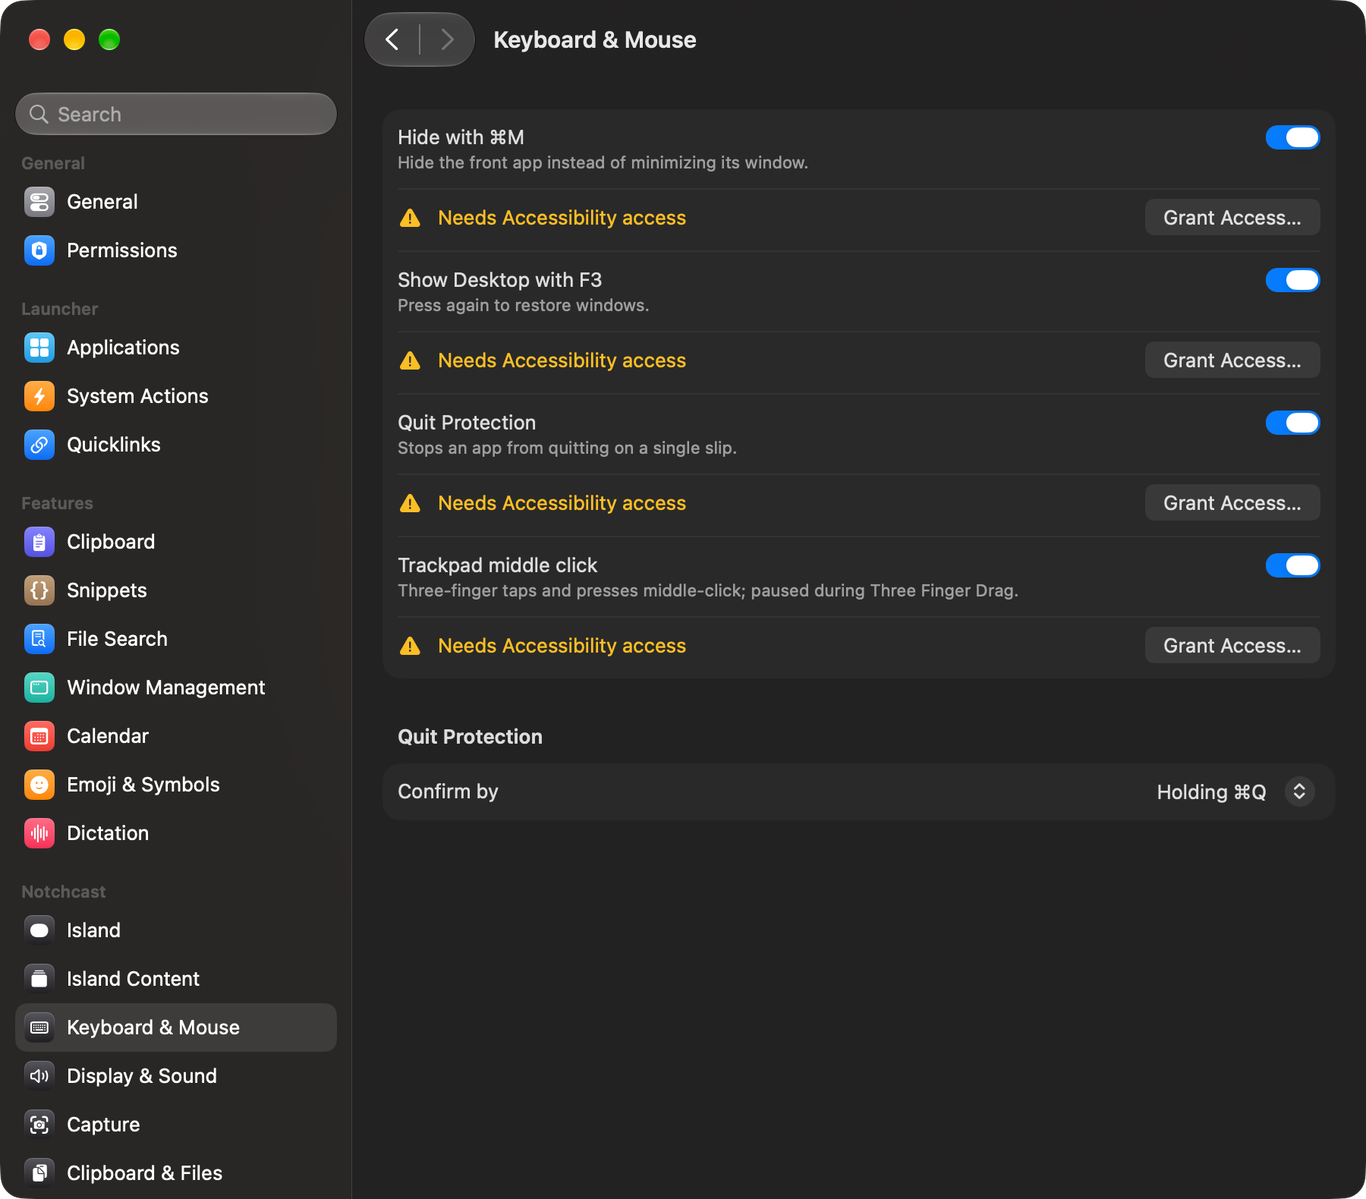 Keyboard & Mouse
Search
General
General
Permissions
Launcher
Applications
System Actions
Quicklinks
Features
Clipboard
Snippets
File Search
Window Management
Calendar
Emoji & Symbols
Dictation
Notchcast
Island
Island Content
Keyboard & Mouse
Display & Sound
Capture
Clipboard & Files
Hide with ⌘M
Hide the front app instead of minimizing its window.
Needs Accessibility access
Grant Access...
Show Desktop with F3
Press again to restore windows.
Needs Accessibility access
Grant Access...
Quit Protection
Stops an app from quitting on a single slip.
Needs Accessibility access
Grant Access...
Trackpad middle click
Three-finger taps and presses middle-click; paused during Three Finger Drag.
Needs Accessibility access
Grant Access...
Quit Protection
Confirm by
Holding ⌘Q